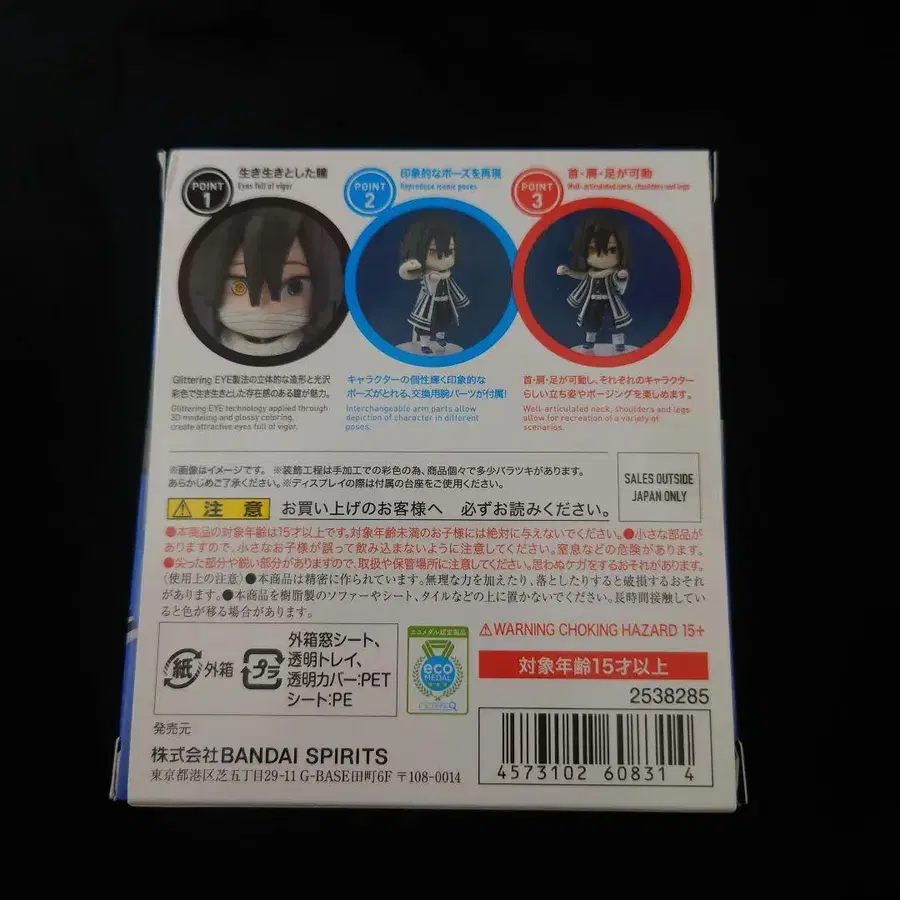 POINT 1
生き生きとした瞳
Eyes full of vigor
POINT 2
印象的なポーズを再現
Reproduce iconic poses
POINT 3
首・肩・足が可動
Well-articulated neck, shoulders and legs
Glittering EYE製法の立体的な造形と光沢
彩色で生き生きとした存在感のある瞳が魅力。
Glittering EYE technology applied through
3D modeling and glossy coloring,
create attractive eyes full of vigor.
キャラクターの個性輝く印象的な
ポーズがとれる、交換用腕パーツが付属!
Interchangeable arm parts allow
depiction of character in different
poses.
首・肩・足が可動し、それぞれのキャラクター
らしい立ち姿やポージングを楽しめます。
Well-articulated neck, shoulders and legs
allow for recreation of a variety of
scenarios.
※画像はイメージです。 ※装飾工程は手加工での彩色の為、商品個々で多少バラツキがあります。
あらかじめご了承ください。※ディスプレイの際は付属の台座をご使用ください。
SALES OUTSIDE
JAPAN ONLY
注意 お買い上げのお客様へ 必ずお読みください。
●本商品の対象年齢は15才以上です。対象年齢未満のお子様には絶対に与えないでください。●小さな部品が
ありますので、小さなお子様が誤って飲み込まないように注意してください。窒息などの危険があります。
●尖った部分や鋭い部分がありますので、取扱や保管場所に注意してください。思わぬケガをするおそれがあります。
〈使用上の注意〉●本商品は精密に作られています。無理な力を加えたり、落としたりすると破損するおそれ
があります。●本商品を樹脂製のソファーやシート、タイルなどの上に置かないでください。長時間接触してい
ると色が移る場合があります。
紙 外箱
プラ
外箱窓シート、
透明トレイ、
透明カバー:PET
シート:PE
エコメダル認定製品
eco
MEDAL
⚠WARNING CHOKING HAZARD 15+
対象年齢15才以上
2538285
発売元
株式会社BANDAI SPIRITS
東京都港区芝五丁目29-11 G-BASE田町6F 〒108-0014
4573102 60831 4